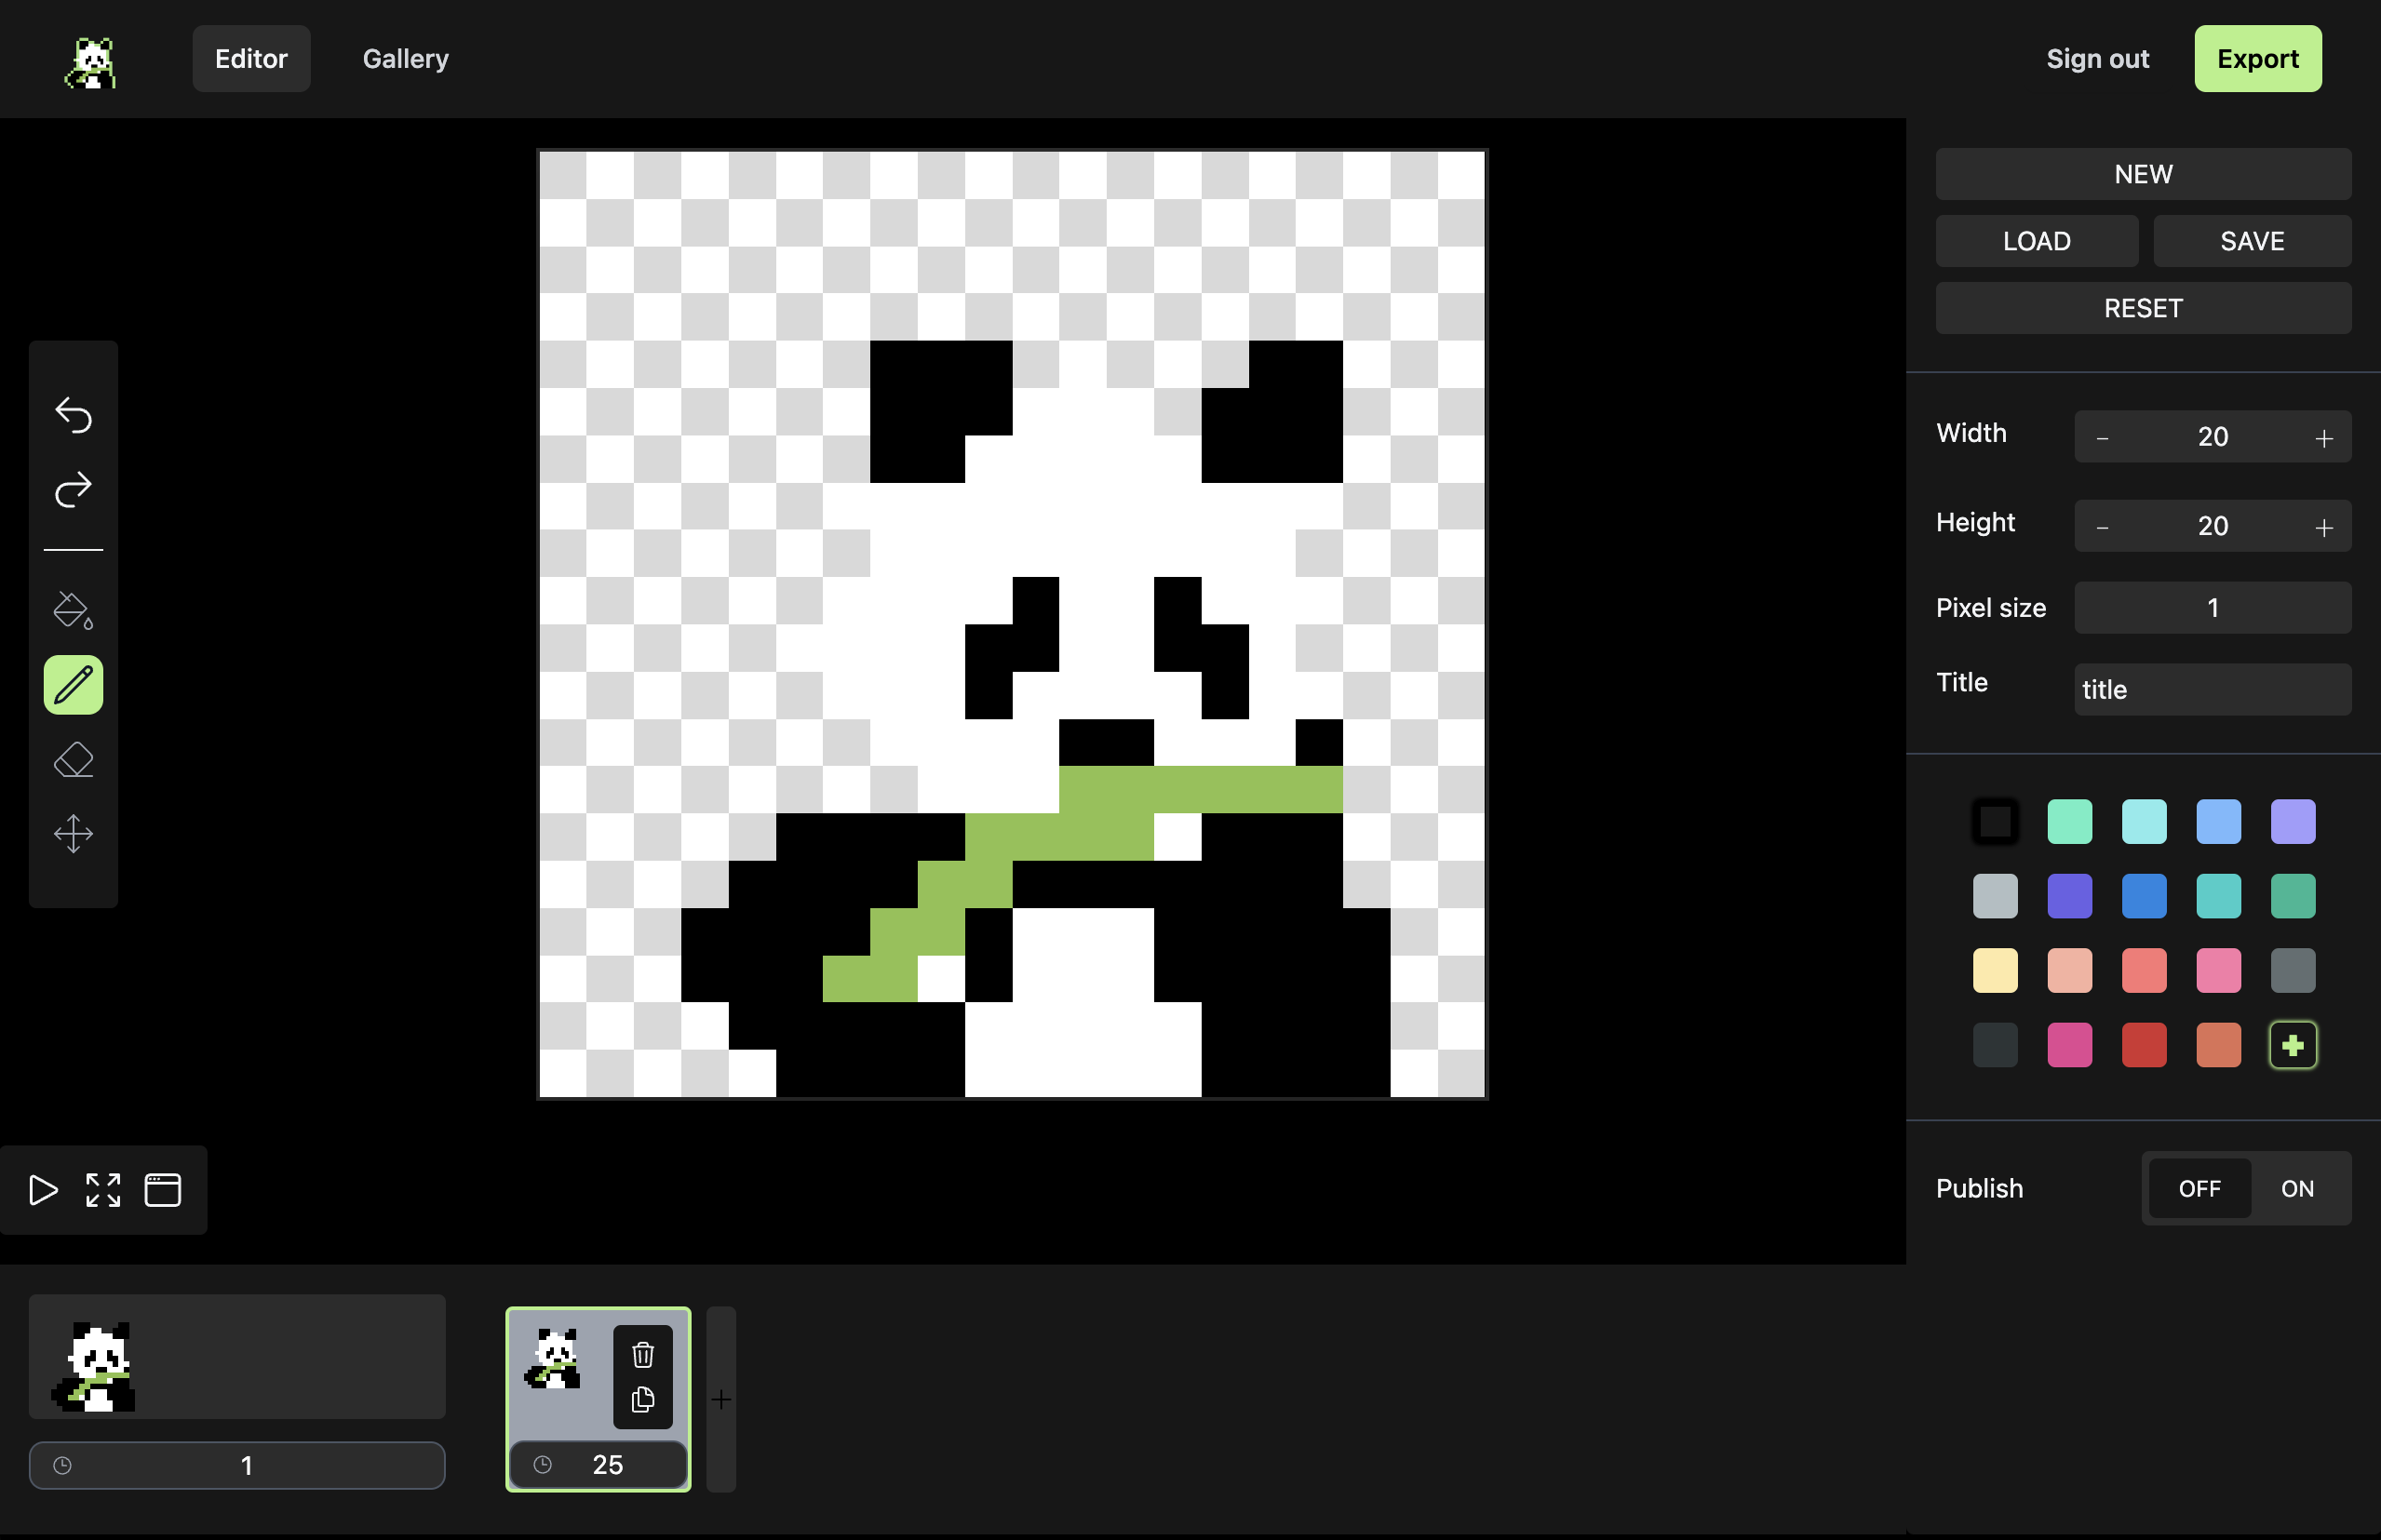 Editor Gallery Sign out Export
NEW
LOAD SAVE
RESET
Width - 20 +
Height - 20 +
Pixel size 1
Title title
Publish OFF ON
1
25